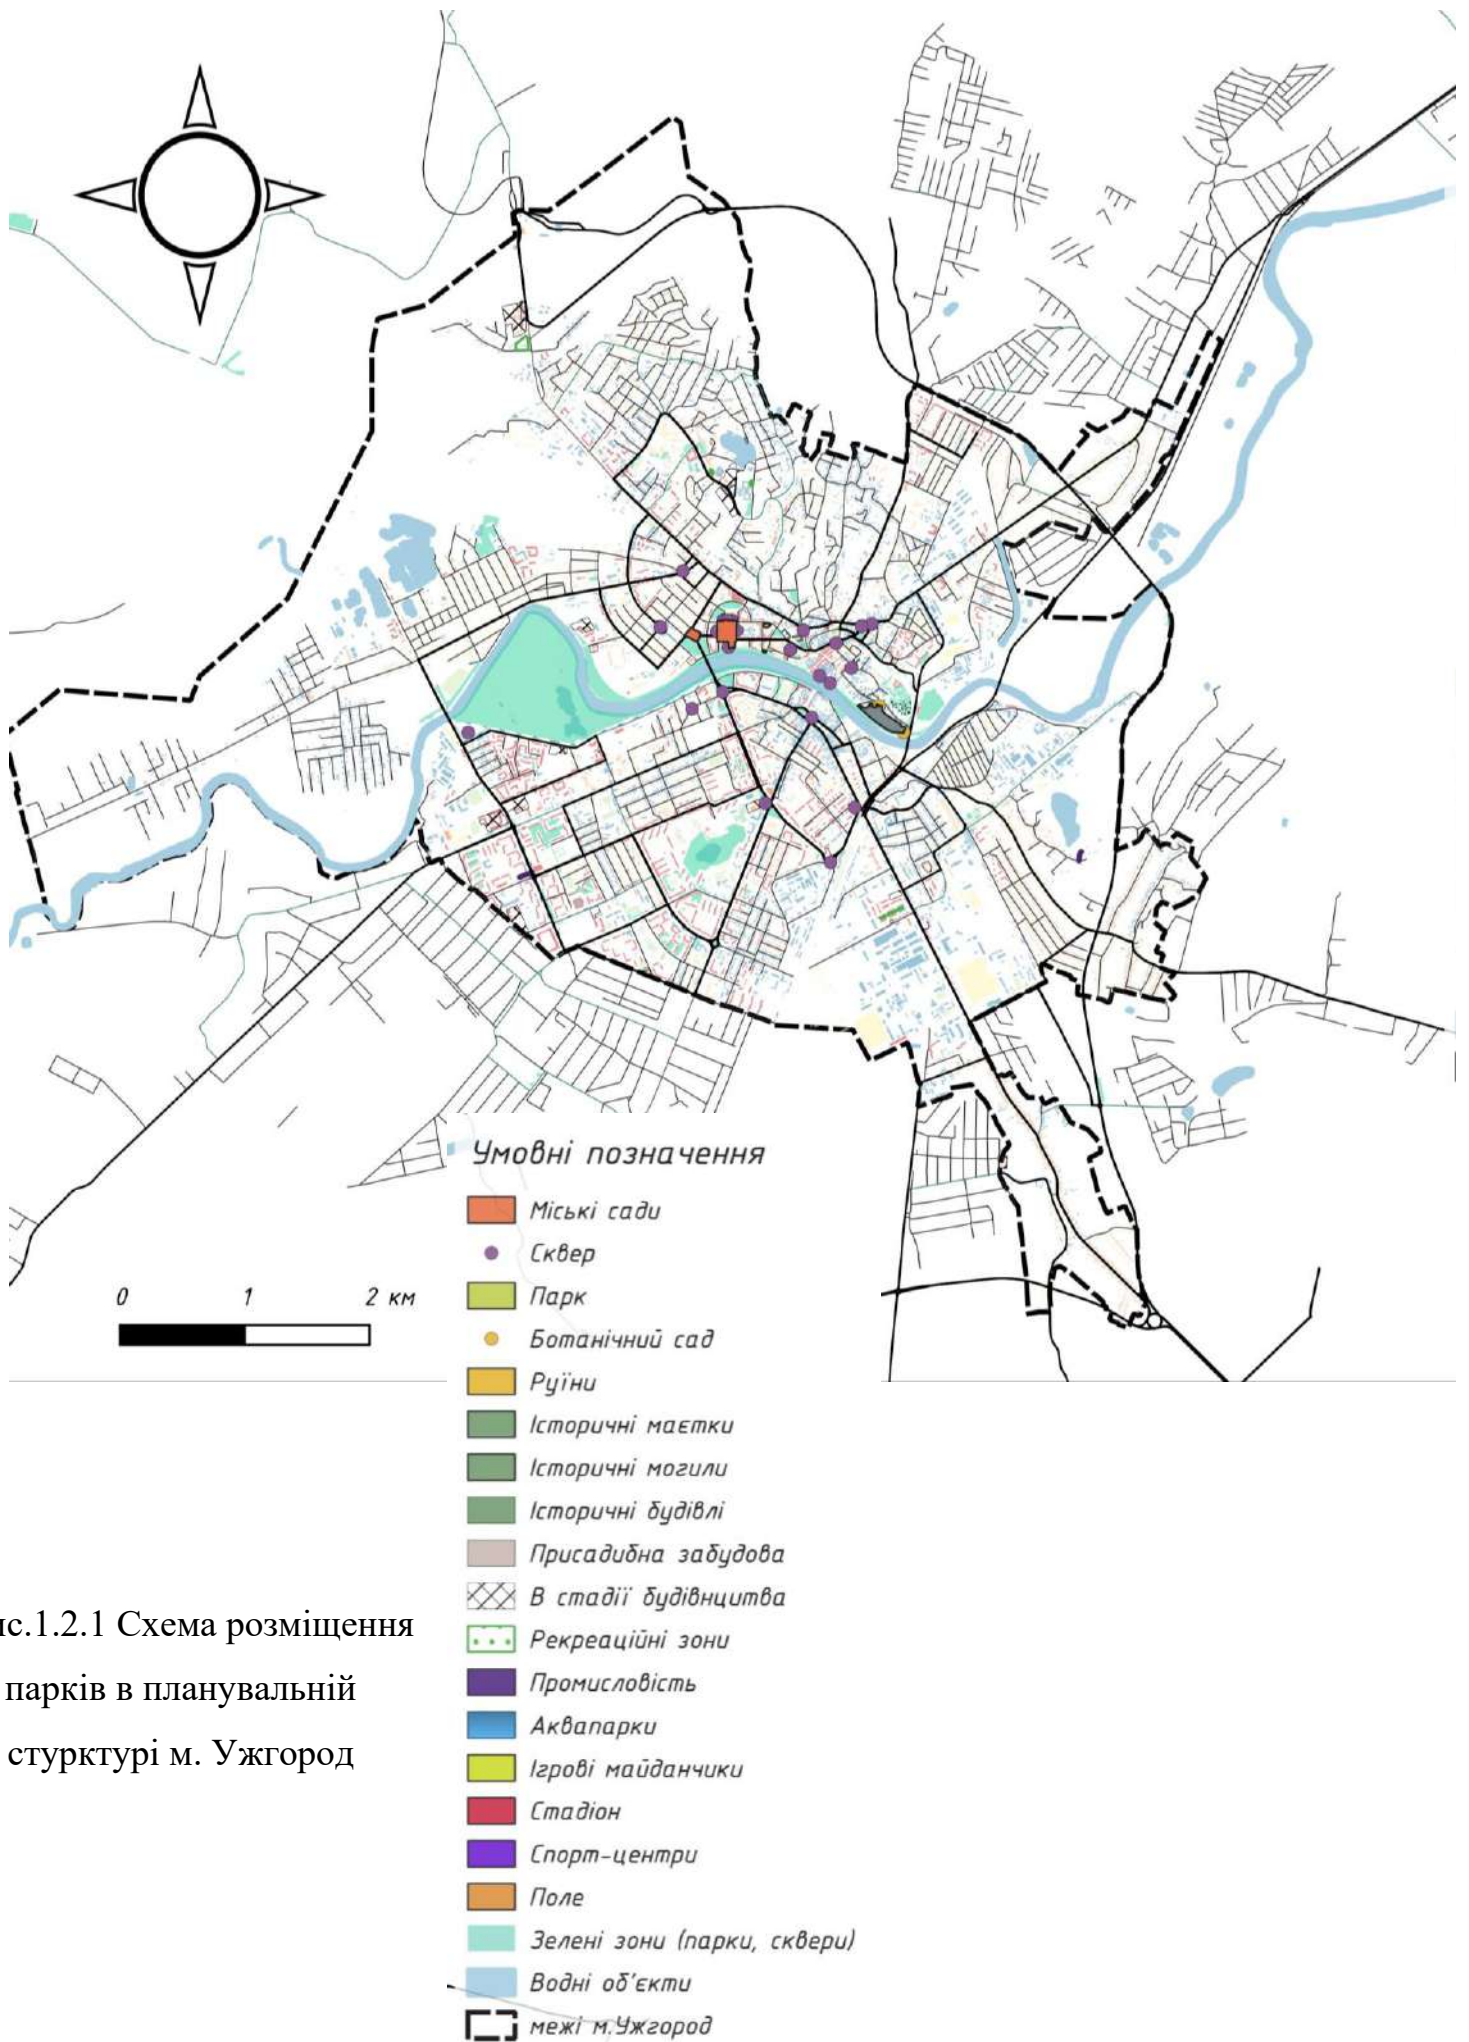 Умовні позначення
Міські сади
Сквер
Парк
Ботанічний сад
Руїни
Історичні маєтки
Історичні могили
Історичні будівлі
Присадибна забудова
В стадії будівнцитва
Рекреаційні зони
Промисловість
Аквапарки
Ігрові майданчики
Стадіон
Спорт-центри
Поле
Зелені зони (парки, сквери)
Водні об'єкти
межі м.Ужгород
0 1 2 км
ис.1.2.1 Схема розміщення
парків в планувальній
стурктурі м. Ужгород